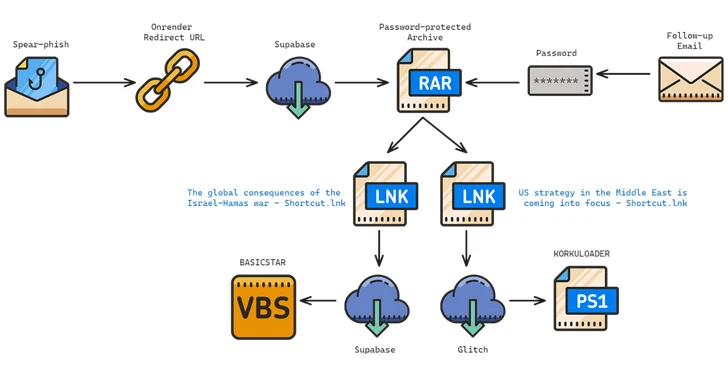 Spear-phish
Onrender
Redirect URL
Supabase
Password-protected
Archive
RAR
Password
*******
Follow-up
Email
The global consequences of the
Israel-Hamas war - Shortcut.lnk
LNK
LNK
US strategy in the Middle East is
coming into focus - Shortcut.lnk
BASICSTAR
VBS
Supabase
Glitch
KORKULOADER
PS1